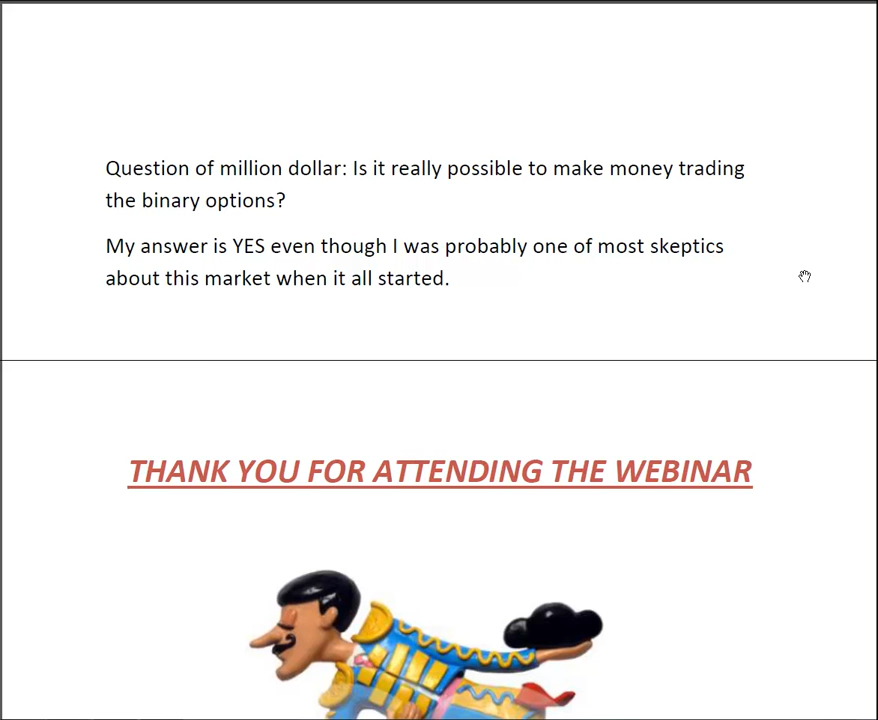 Question of million dollar: Is it really possible to make money trading
the binary options?
My answer is YES even though I was probably one of most skeptics
about this market when it all started.
THANK YOU FOR ATTENDING THE WEBINAR